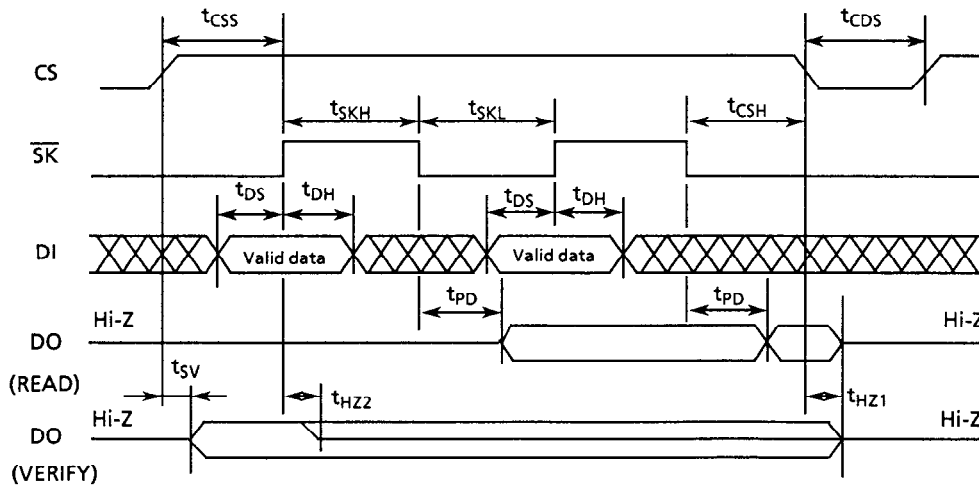 tCSS
tCDS
CS
tSKH
tSKL
tCSH
SK
tDS
tDH
tDS
tDH
DI
Valid data
Valid data
tPD
tPD
Hi-Z
Hi-Z
DO
(READ)
tSV
tHZ2
tHZ1
Hi-Z
Hi-Z
DO
(VERIFY)